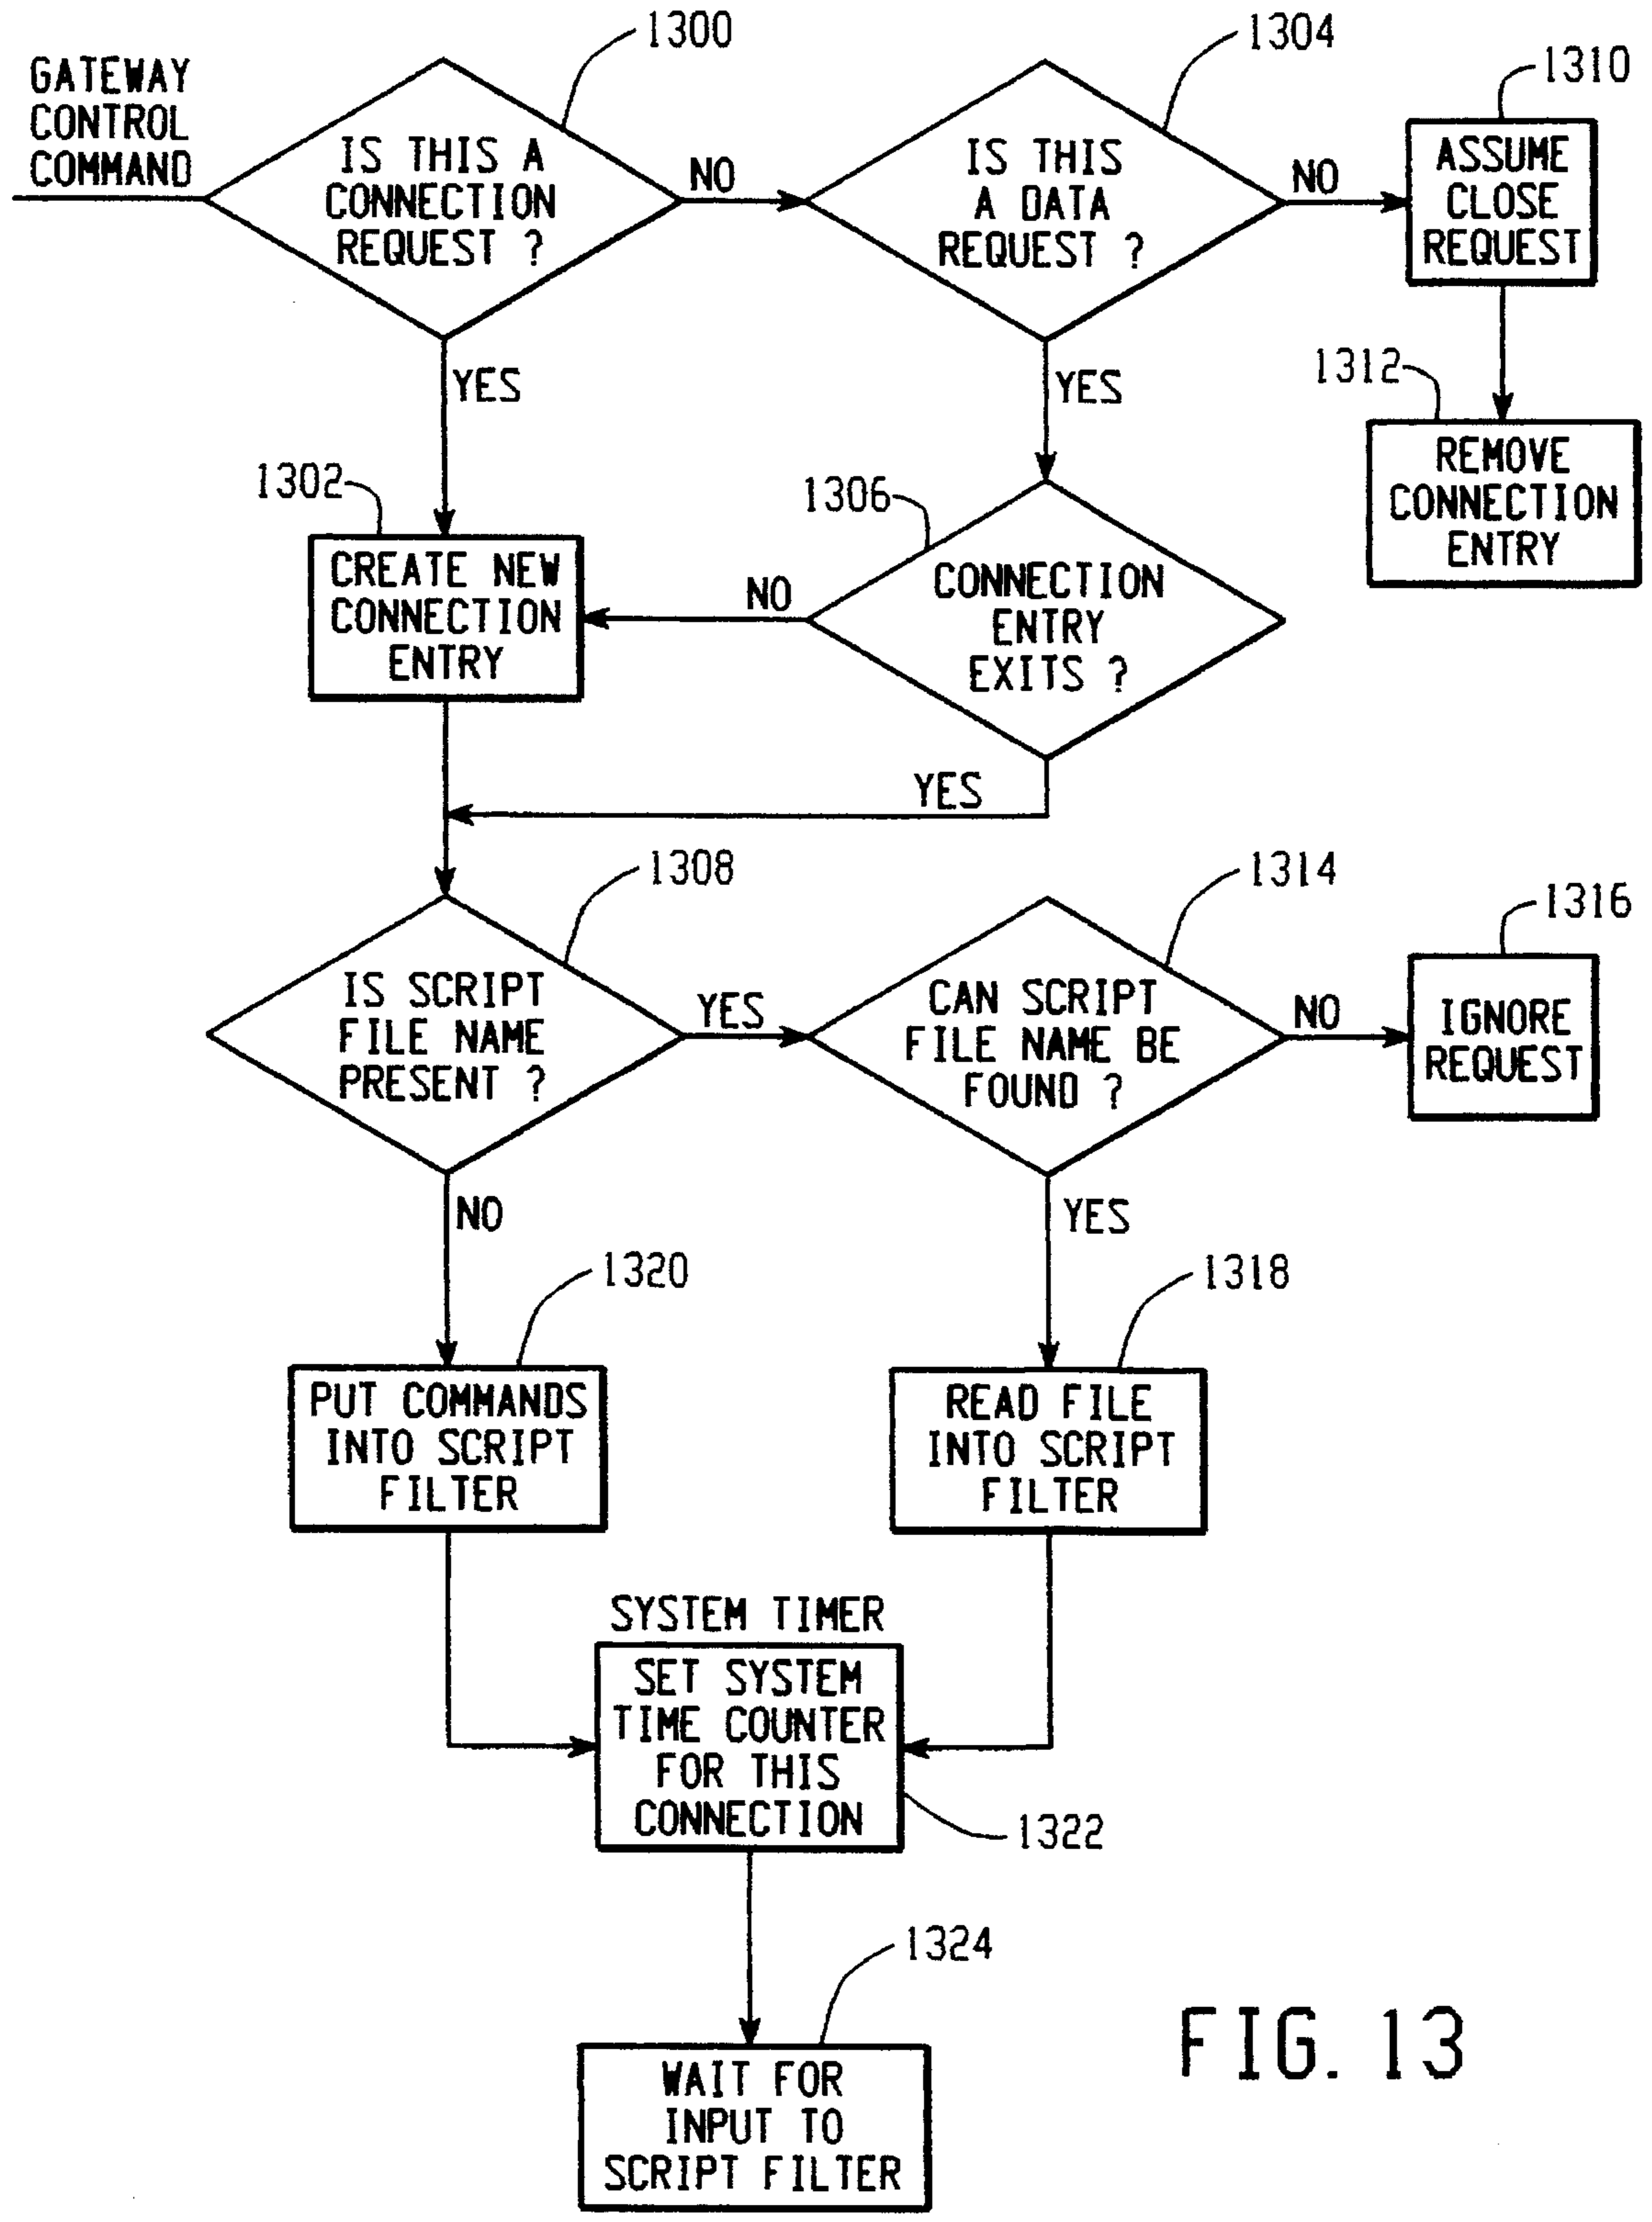 GATEWAY
CONTROL
COMMAND
1300
IS THIS A
CONNECTION
REQUEST ?
NO
YES
1304
IS THIS
A DATA
REQUEST ?
NO
YES
1310
ASSUME
CLOSE
REQUEST
1312
REMOVE
CONNECTION
ENTRY
1302
CREATE NEW
CONNECTION
ENTRY
1306
CONNECTION
ENTRY
EXITS ?
NO
YES
1308
IS SCRIPT
FILE NAME
PRESENT ?
YES
NO
1314
CAN SCRIPT
FILE NAME BE
FOUND ?
NO
YES
1316
IGNORE
REQUEST
1320
PUT COMMANDS
INTO SCRIPT
FILTER
1318
READ FILE
INTO SCRIPT
FILTER
SYSTEM TIMER
SET SYSTEM
TIME COUNTER
FOR THIS
CONNECTION
1322
1324
WAIT FOR
INPUT TO
SCRIPT FILTER
FIG. 13